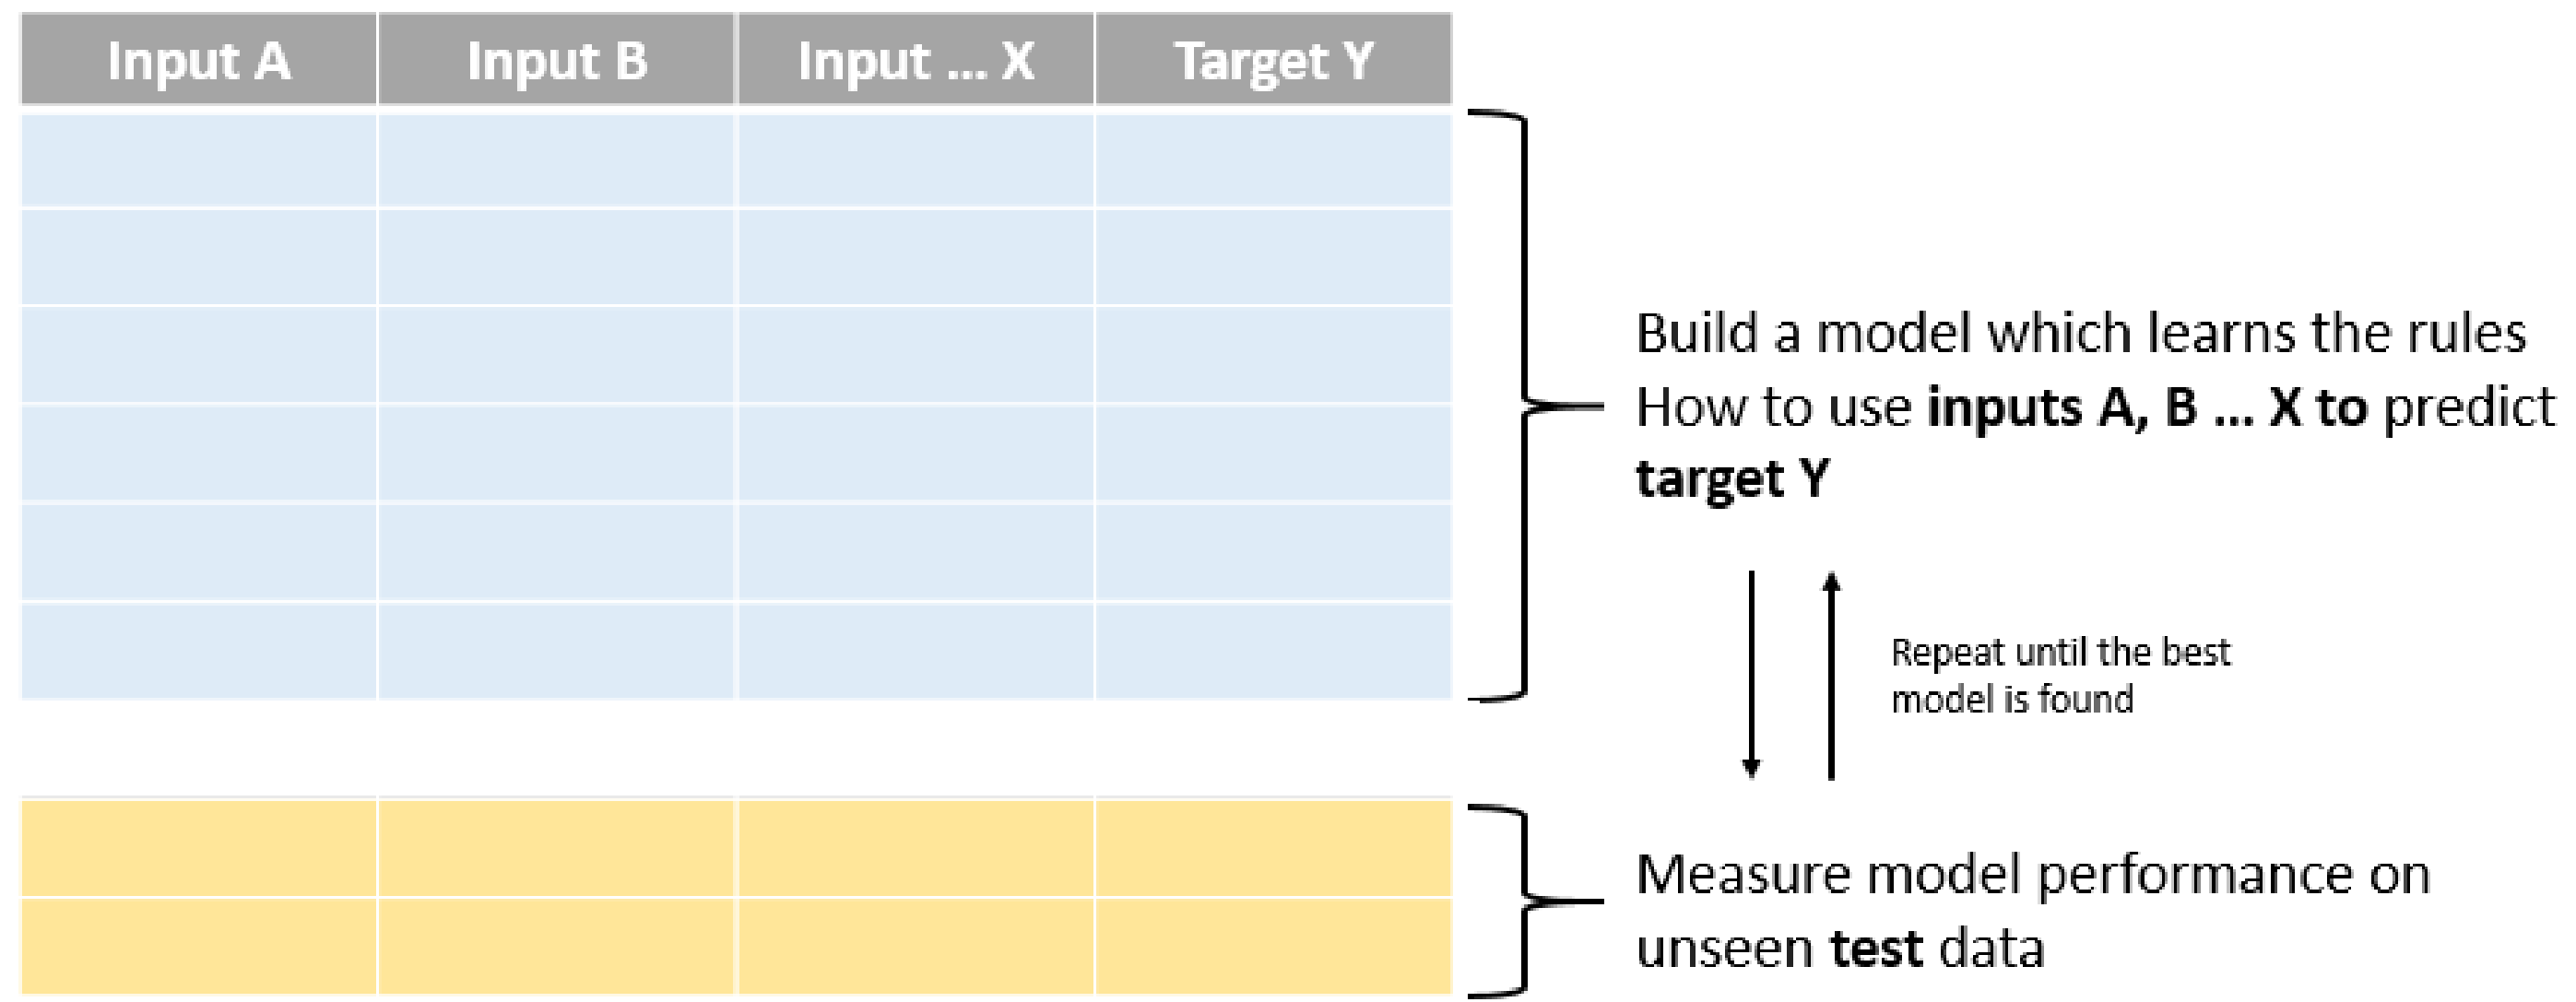 Input A Input B Input ... X Target Y
Build a model which learns the rules
How to use inputs A, B ... X to predict
target Y
Repeat until the best
model is found
Measure model performance on
unseen test data